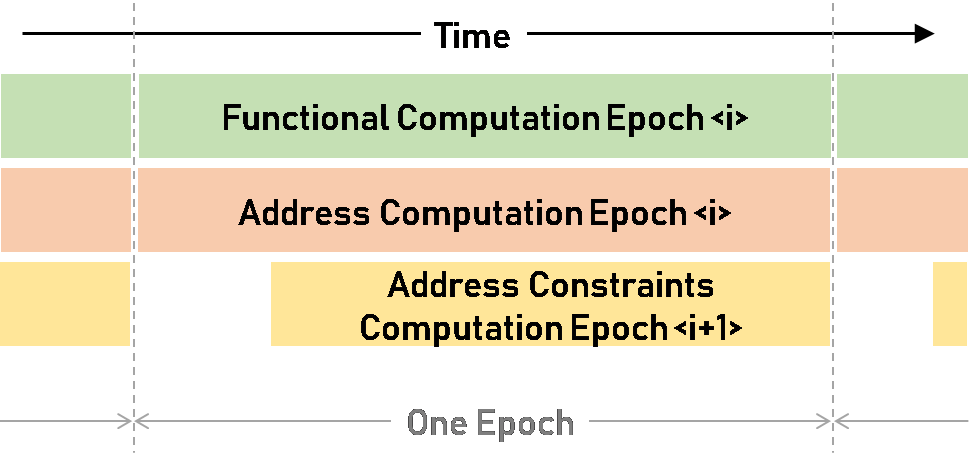 Time
Functional Computation Epoch <i>
Address Computation Epoch <i>
Address Constraints
Computation Epoch <i+1>
One Epoch